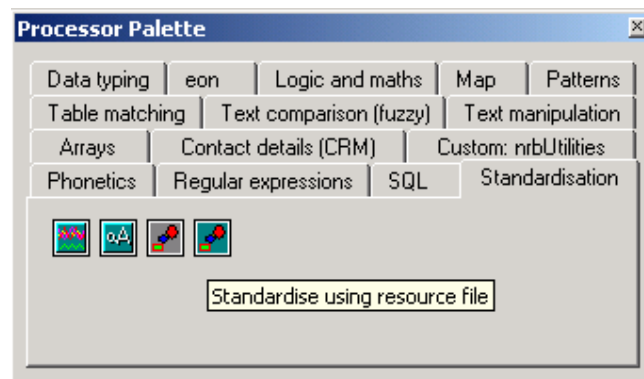 Processor Palette
Data typing eon Logic and maths Map Patterns
Table matching Text comparison (fuzzy) Text manipulation
Arrays Contact details (CRM) Custom: nrbUtilities
Phonetics Regular expressions SQL Standardisation
αA
Standardise using resource file